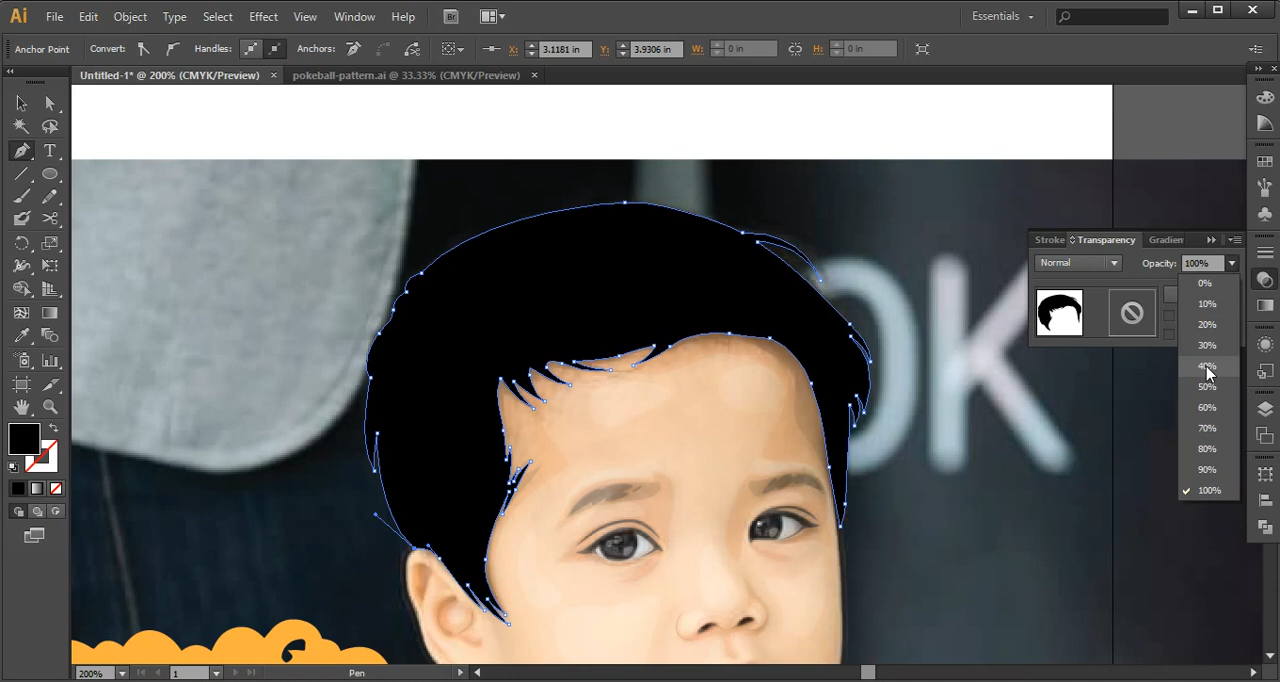 Ai File Edit Object Type Select Effect View Window Help Br Essentials
Anchor Point Convert: Handles: Anchors: X: 3.1181 in Y: 3.9306 in W: 0 in H: 0 in
Untitled-1* @ 200% (CMYK/Preview) × pokeball-pattern.ai @ 33.33% (CMYK/Preview) ×
OK
Stroke Transparency Gradien
Normal Opacity: 100%
0%
10%
20%
30%
40%
50%
60%
70%
80%
90%
100%
200% 1 Pen